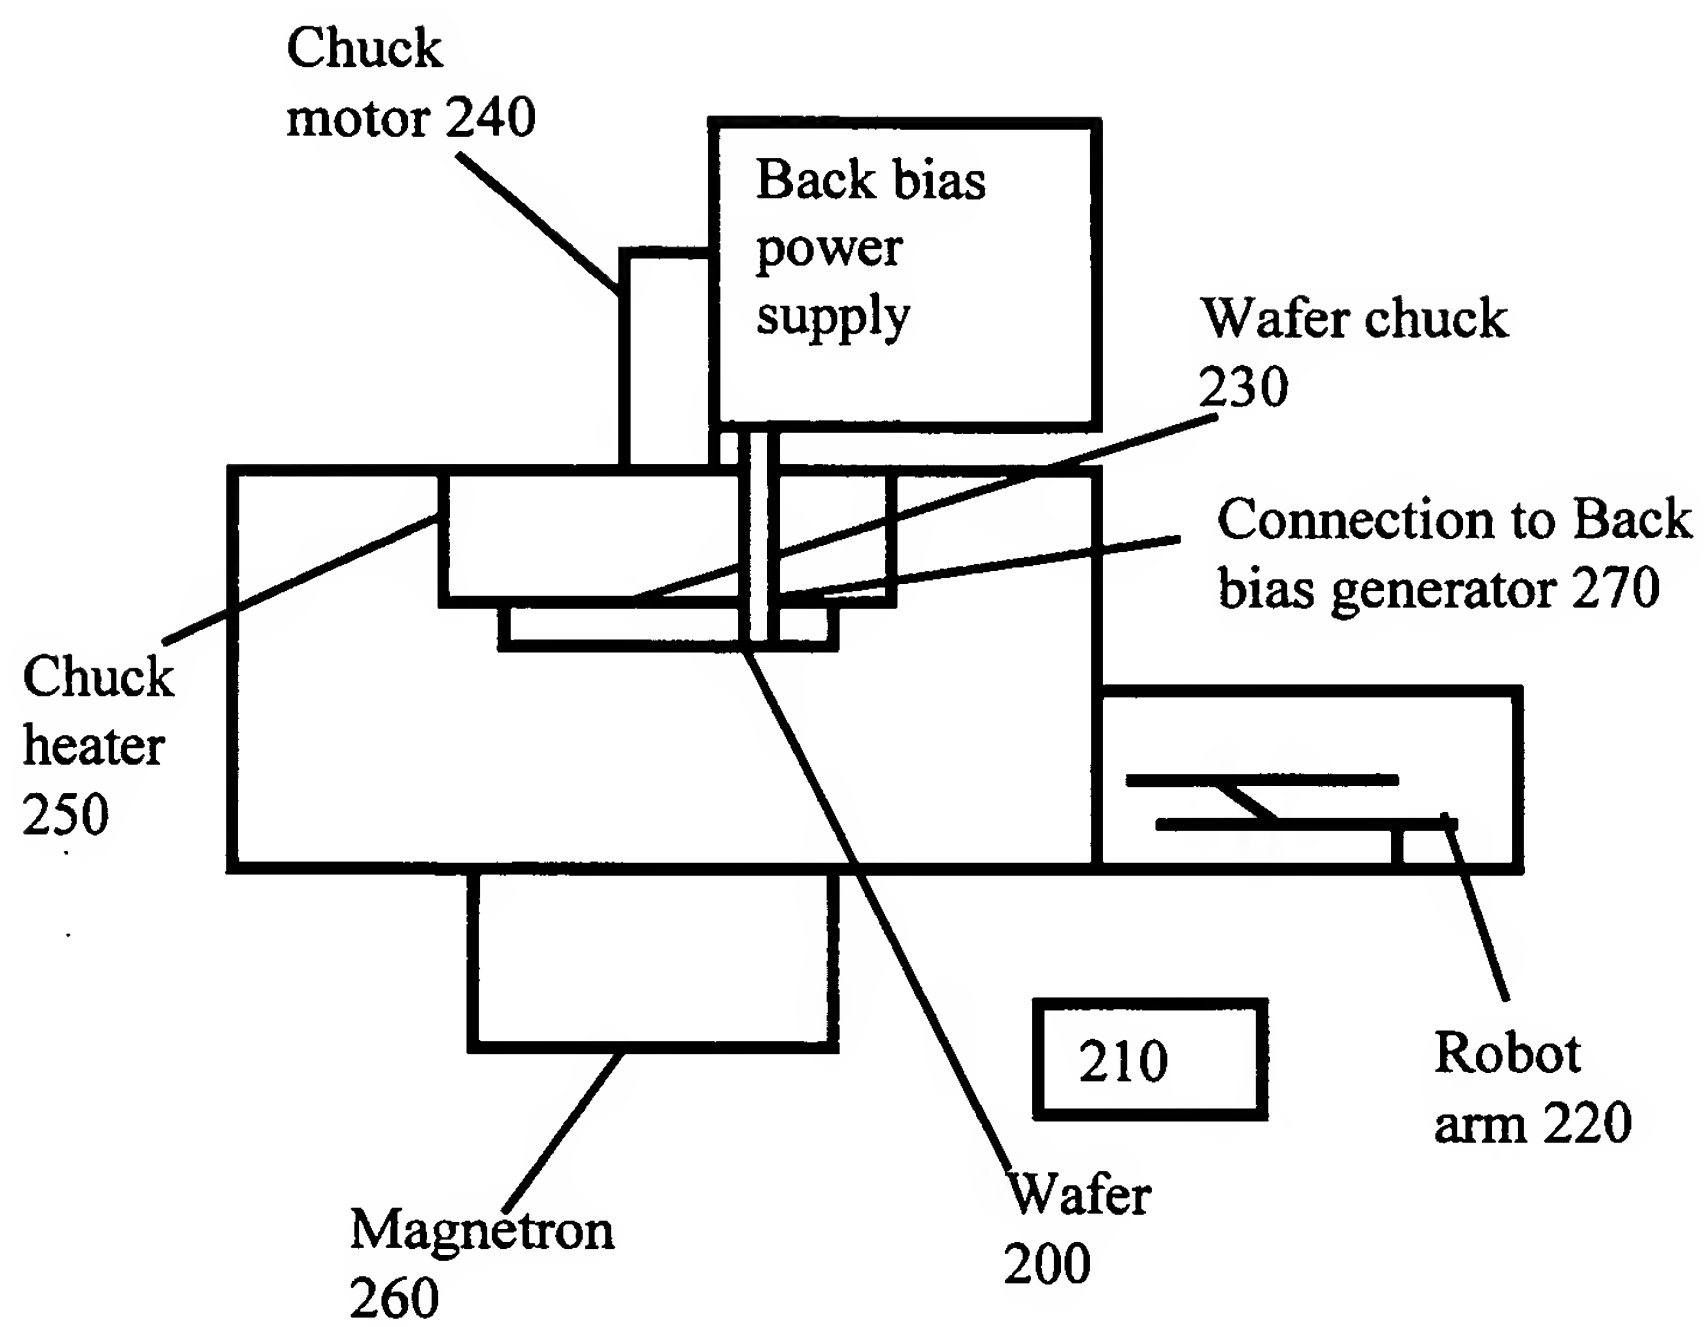 Chuck
motor 240
Back bias
power
supply
Wafer chuck
230
Connection to Back
bias generator 270
Chuck
heater
250
210
Robot
arm 220
Magnetron
260
Wafer
200